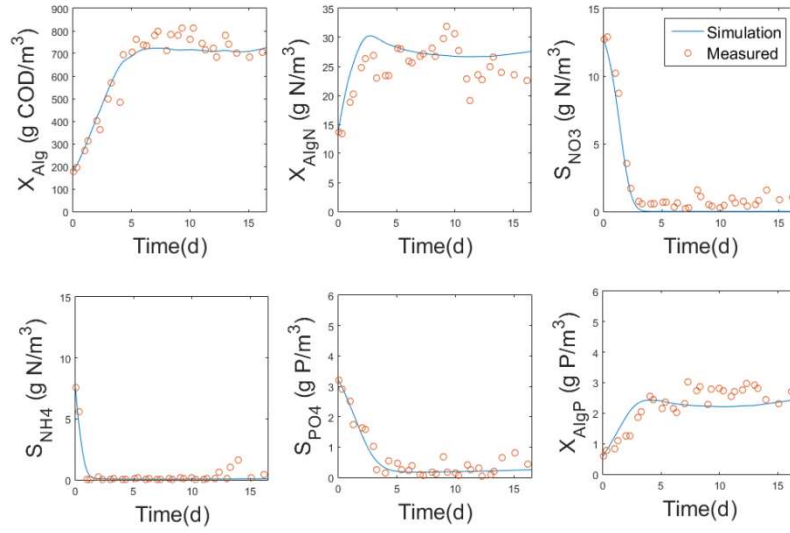 900
800
700
600
500
400
300
200
100
0
0 5 10 15
X_Alg (g COD/m³)
Time(d)
35
30
25
20
15
10
5
0
0 5 10 15
X_AlgN (g N/m³)
Time(d)
15
10
5
0
0 5 10 15
S_NO3 (g N/m³)
Time(d)
Simulation
Measured
15
10
5
0
0 5 10 15
S_NH4 (g N/m³)
Time(d)
6
5
4
3
2
1
0
0 5 10 15
S_PO4 (g P/m³)
Time(d)
6
5
4
3
2
1
0
0 5 10 15
X_AlgP (g P/m³)
Time(d)